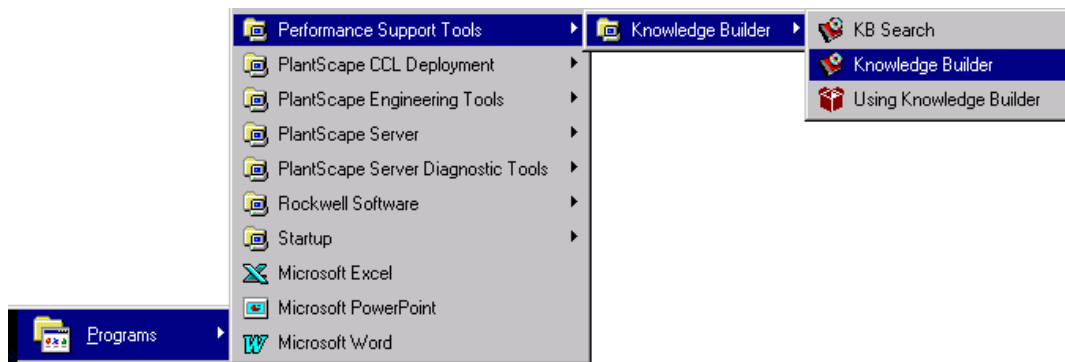 Performance Support Tools
Knowledge Builder
KB Search
PlantScape CCL Deployment
Knowledge Builder
PlantScape Engineering Tools
Using Knowledge Builder
PlantScape Server
PlantScape Server Diagnostic Tools
Rockwell Software
Startup
Microsoft Excel
Microsoft PowerPoint
Programs
Microsoft Word